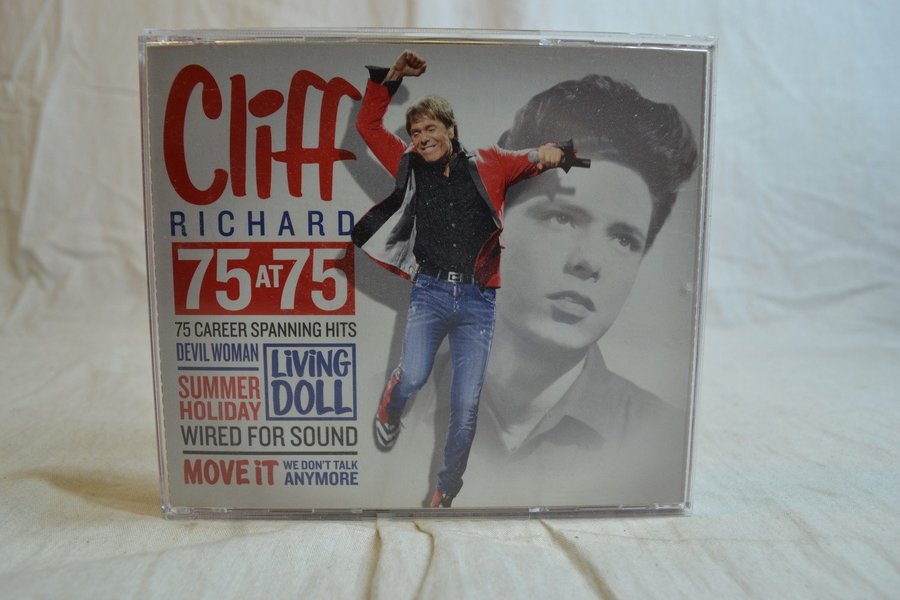 Cliff
RICHARD
75 AT 75
75 CAREER SPANNING HITS
DEVIL WOMAN
LiViNG
DOLL
SUMMER
HOLIDAY
WIRED FOR SOUND
MOVE iT
WE DON'T TALK
ANYMORE